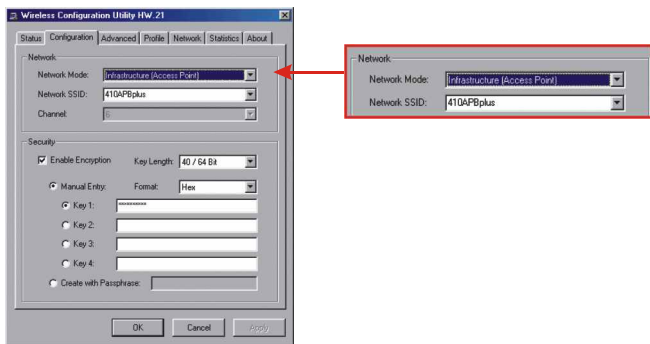 Wireless Configuration Utility HW.21
Status Configuration Advanced Profile Network Statistics About
Network
Network Mode: Infrastructure (Access Point)
Network SSID: 410APBplus
Channel: 6
Security
Enable Encryption Key Length: 40 / 64 Bit
Manual Entry: Format: Hex
Key 1: **********
Key 2:
Key 3:
Key 4:
Create with Passphrase:
OK Cancel Apply
Network
Network Mode: Infrastructure (Access Point)
Network SSID: 410APBplus